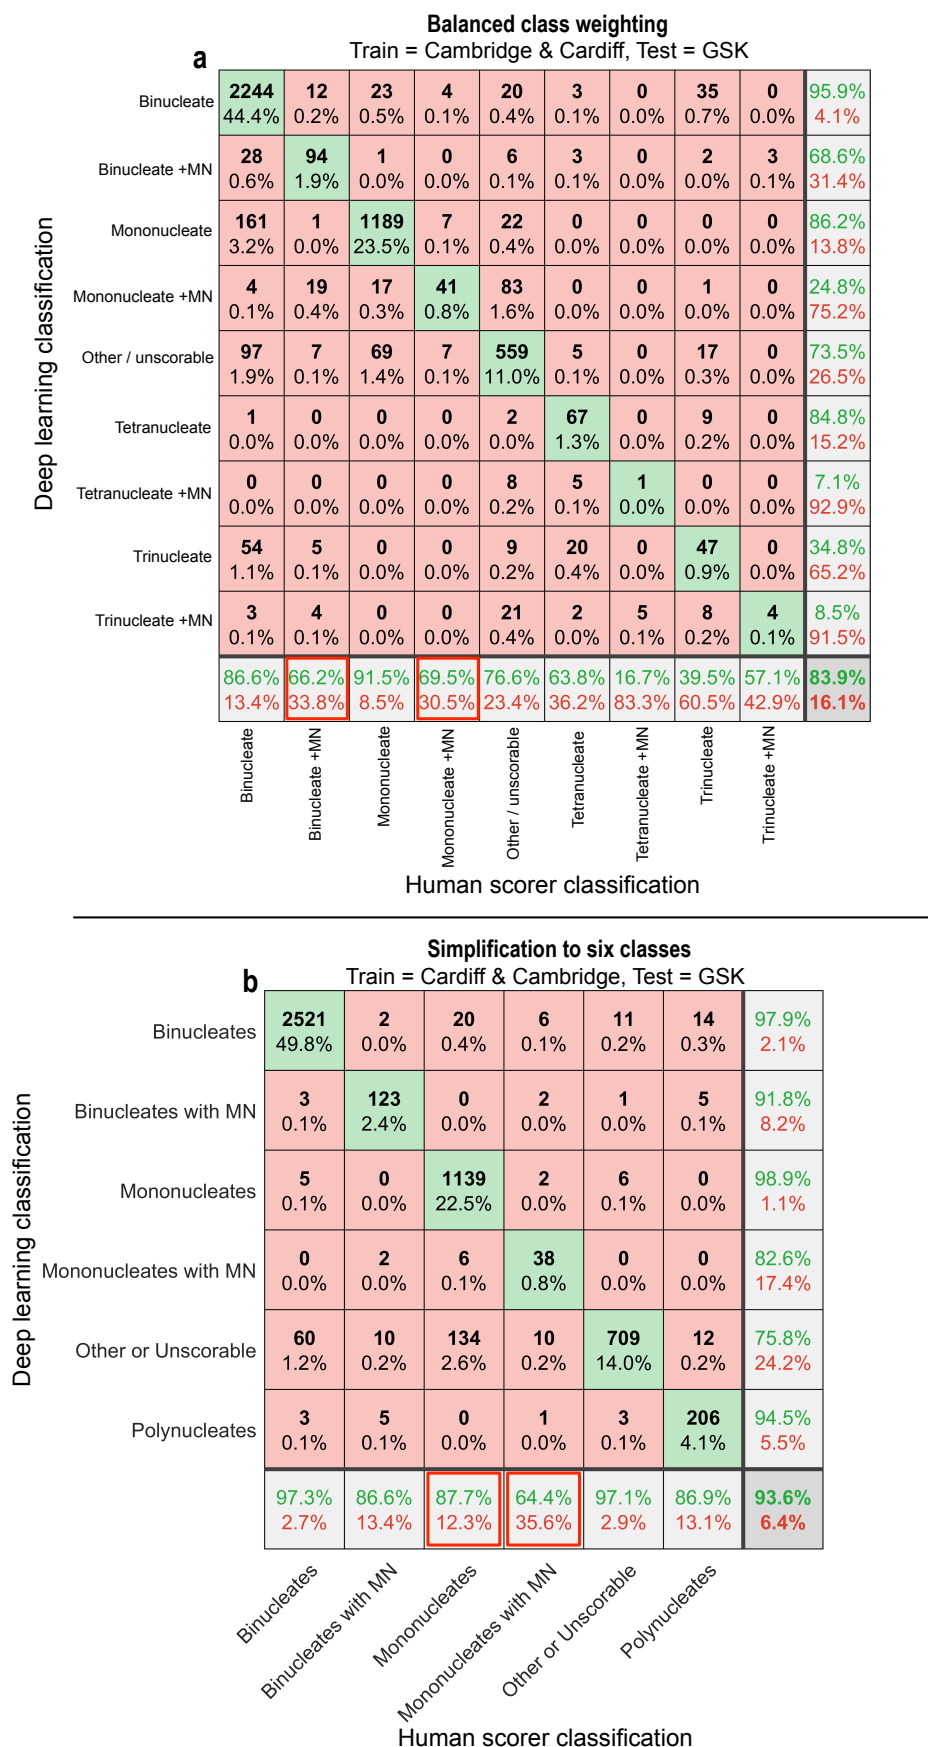 Balanced class weighting
a
Train = Cambridge & Cardiff, Test = GSK
Deep learning classification
Binucleate 2244 12 23 4 20 3 0 35 0 95.9%
44.4% 0.2% 0.5% 0.1% 0.4% 0.1% 0.0% 0.7% 0.0% 4.1%
Binucleate +MN 28 94 1 0 6 3 0 2 3 68.6%
0.6% 1.9% 0.0% 0.0% 0.1% 0.1% 0.0% 0.0% 0.1% 31.4%
Mononucleate 161 1 1189 7 22 0 0 0 0 86.2%
3.2% 0.0% 23.5% 0.1% 0.4% 0.0% 0.0% 0.0% 0.0% 13.8%
Mononucleate +MN 4 19 17 41 83 0 0 1 0 24.8%
0.1% 0.4% 0.3% 0.8% 1.6% 0.0% 0.0% 0.0% 0.0% 75.2%
Other / unscorable 97 7 69 7 559 5 0 17 0 73.5%
1.9% 0.1% 1.4% 0.1% 11.0% 0.1% 0.0% 0.3% 0.0% 26.5%
Tetranucleate 1 0 0 0 2 67 0 9 0 84.8%
0.0% 0.0% 0.0% 0.0% 0.0% 1.3% 0.0% 0.2% 0.0% 15.2%
Tetranucleate +MN 0 0 0 0 8 5 1 0 0 7.1%
0.0% 0.0% 0.0% 0.0% 0.2% 0.1% 0.0% 0.0% 0.0% 92.9%
Trinucleate 54 5 0 0 9 20 0 47 0 34.8%
1.1% 0.1% 0.0% 0.0% 0.2% 0.4% 0.0% 0.9% 0.0% 65.2%
Trinucleate +MN 3 4 0 0 21 2 5 8 4 8.5%
0.1% 0.1% 0.0% 0.0% 0.4% 0.0% 0.1% 0.2% 0.1% 91.5%
86.6% 66.2% 91.5% 69.5% 76.6% 63.8% 16.7% 39.5% 57.1% 83.9%
13.4% 33.8% 8.5% 30.5% 23.4% 36.2% 83.3% 60.5% 42.9% 16.1%
Binucleate
Binucleate +MN
Mononucleate
Mononucleate +MN
Other / unscorable
Tetranucleate
Tetranucleate +MN
Trinucleate
Trinucleate +MN
Human scorer classification
Simplification to six classes
b
Train = Cardiff & Cambridge, Test = GSK
Deep learning classification
Binucleates 2521 2 20 6 11 14 97.9%
49.8% 0.0% 0.4% 0.1% 0.2% 0.3% 2.1%
Binucleates with MN 3 123 0 2 1 5 91.8%
0.1% 2.4% 0.0% 0.0% 0.0% 0.1% 8.2%
Mononucleates 5 0 1139 2 6 0 98.9%
0.1% 0.0% 22.5% 0.0% 0.1% 0.0% 1.1%
Mononucleates with MN 0 2 6 38 0 0 82.6%
0.0% 0.0% 0.1% 0.8% 0.0% 0.0% 17.4%
Other or Unscorable 60 10 134 10 709 12 75.8%
1.2% 0.2% 2.6% 0.2% 14.0% 0.2% 24.2%
Polynucleates 3 5 0 1 3 206 94.5%
0.1% 0.1% 0.0% 0.0% 0.1% 4.1% 5.5%
97.3% 86.6% 87.7% 64.4% 97.1% 86.9% 93.6%
2.7% 13.4% 12.3% 35.6% 2.9% 13.1% 6.4%
Binucleates
Binucleates with MN
Mononucleates
Mononucleates with MN
Other or Unscorable
Polynucleates
Human scorer classification